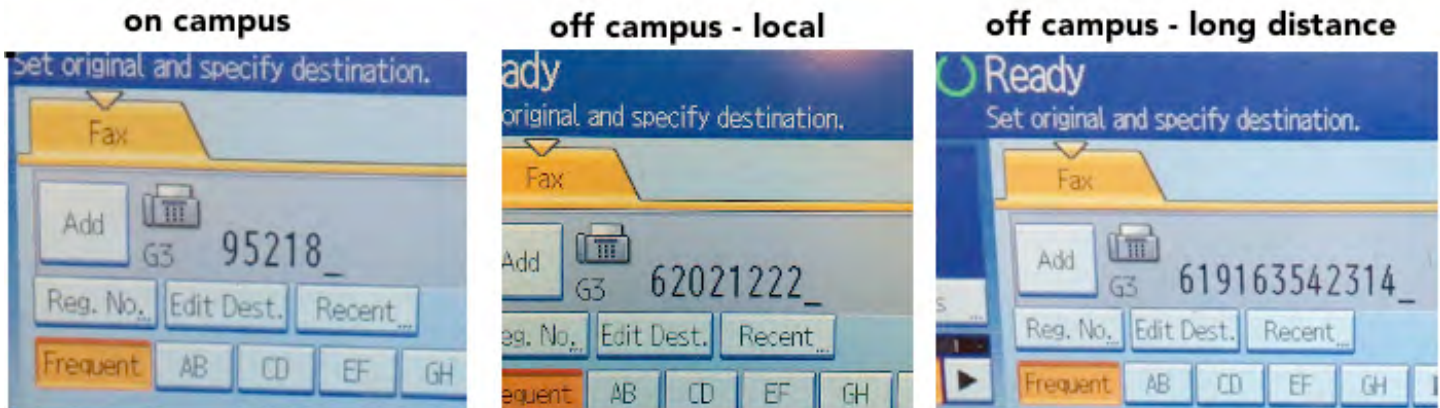 on campus
Set original and specify destination.
Fax
Add
G3 95218_
Reg. No. Edit Dest. Recent
Frequent AB CD EF GH
off campus - local
ady
original and specify destination.
Fax
Add
G3 62021222_
eg. No. Edit Dest. Recent
equent AB CD EF GH
off campus - long distance
Ready
Set original and specify destination.
Fax
Add
G3 619163542314_
s
Reg. No. Edit Dest. Recent
Frequent AB CD EF GH